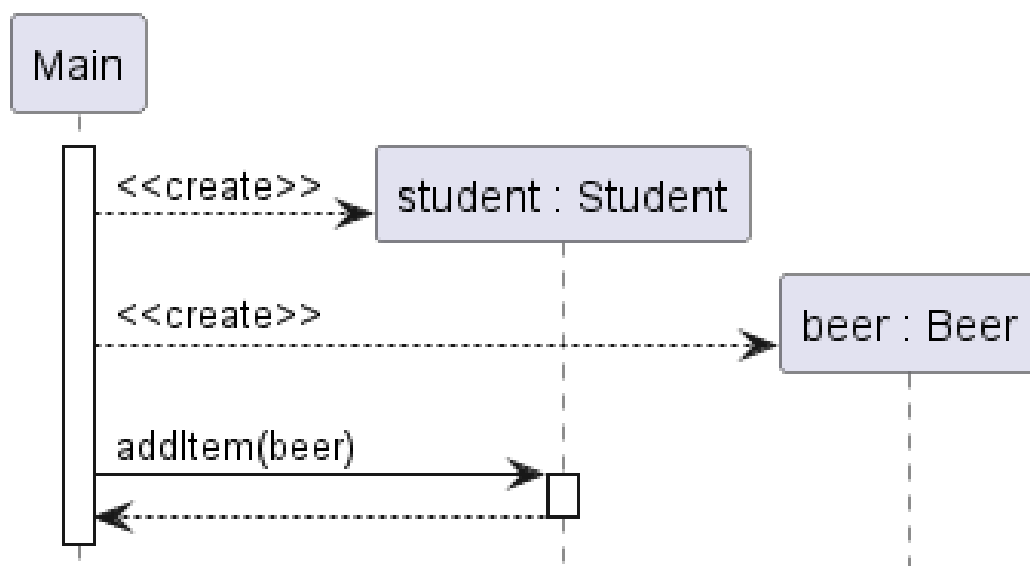 Main
<<create>>
student : Student
<<create>>
beer : Beer
addItem(beer)